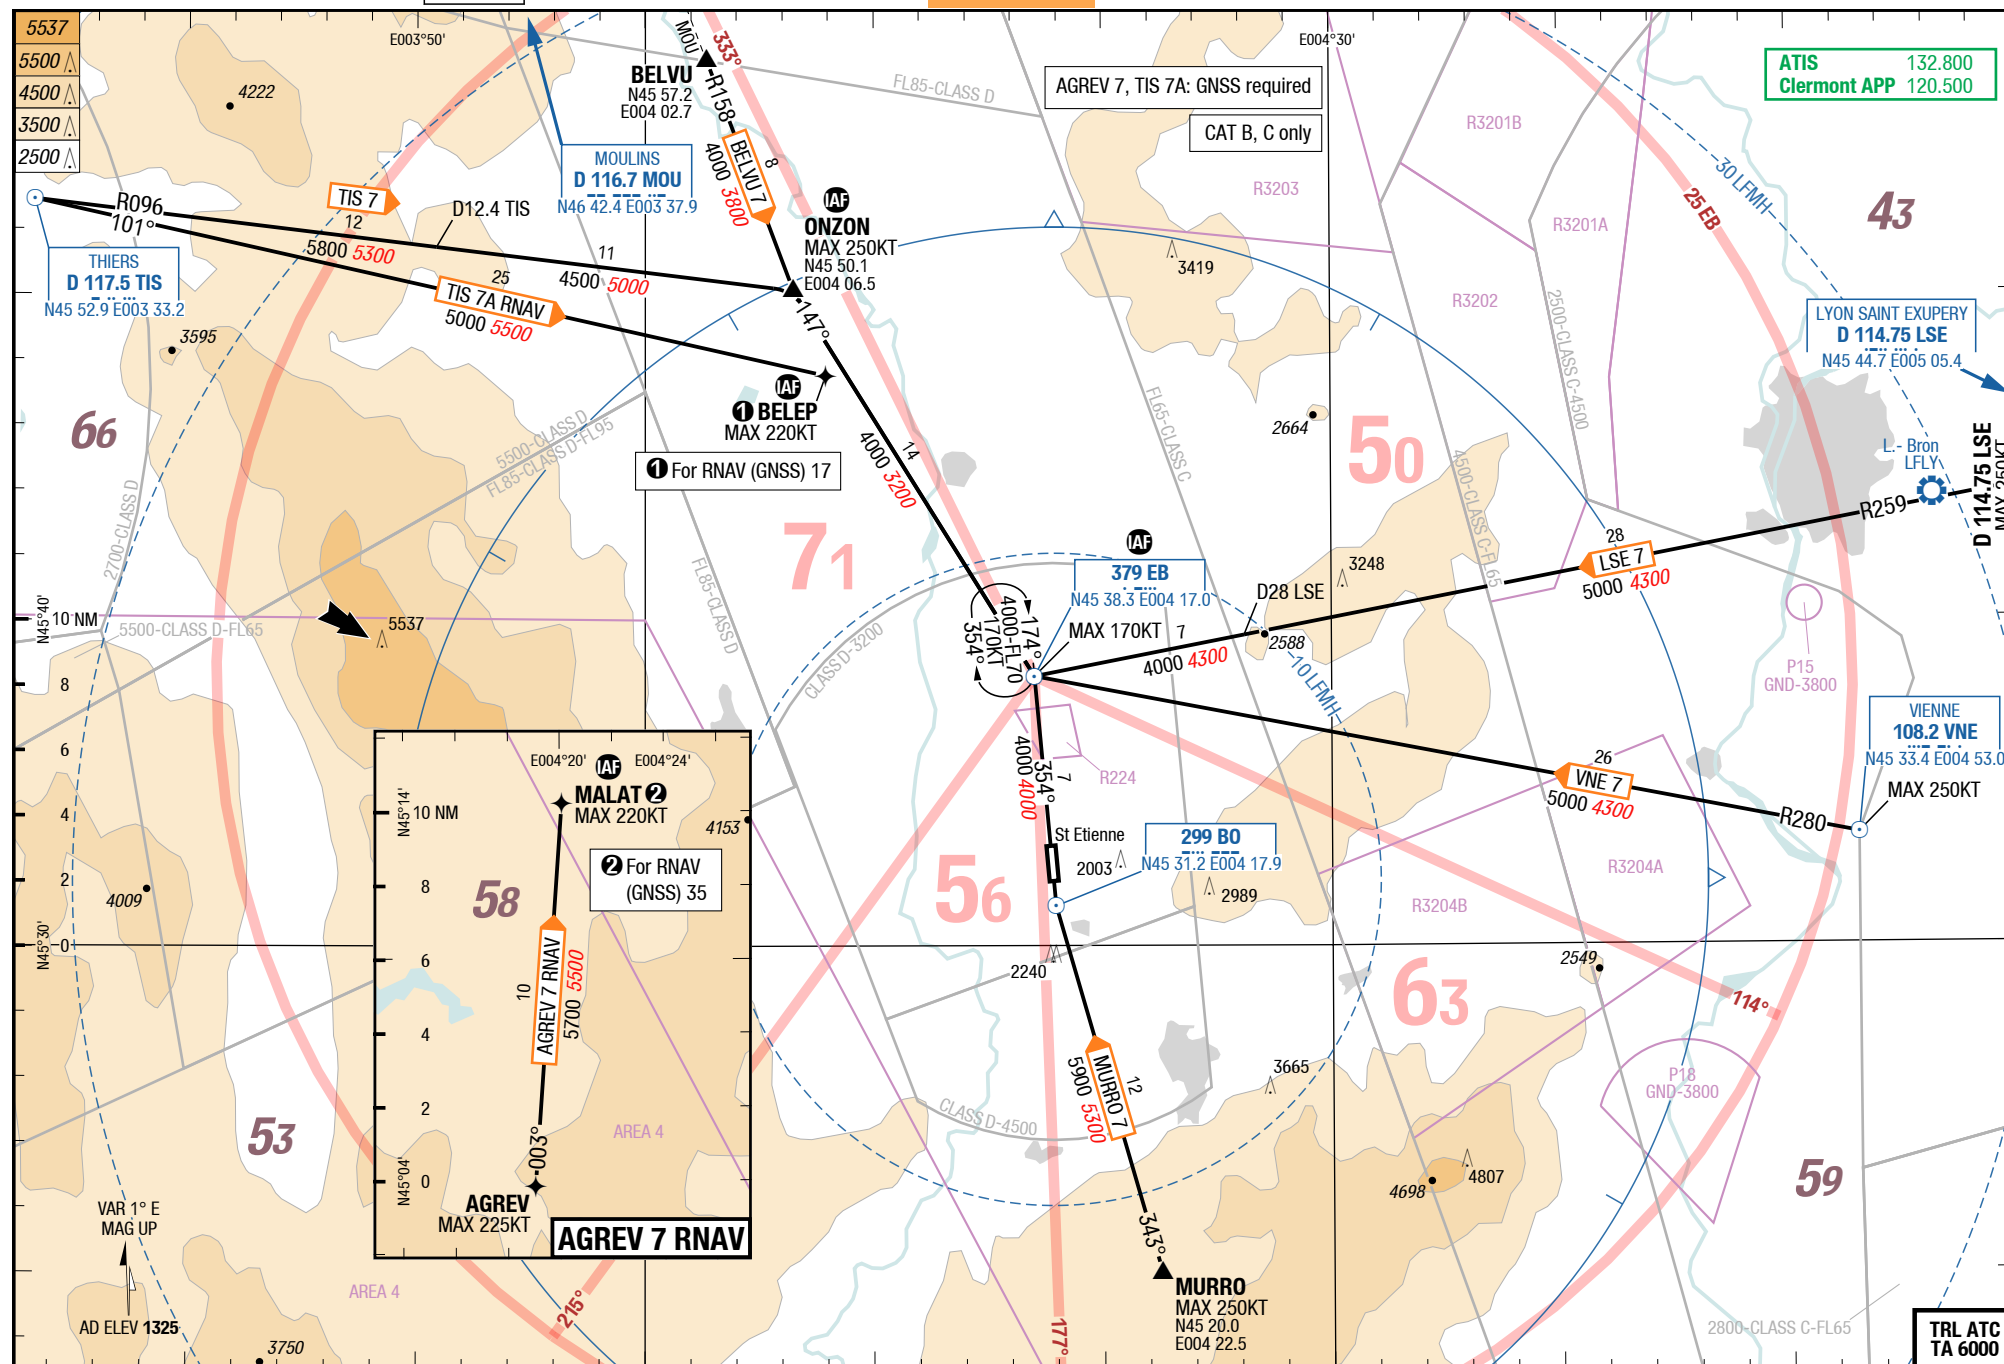 5537
5500
4500
3500
2500
4222
E003°50'
MOU
R158
333°
BELVU
N45 57.2
E004 02.7
BELVU 7
8
4000 3800
FL85-CLASS D
AGREV 7, TIS 7A: GNSS required
CAT B, C only
E004°30'
ATIS 132.800
Clermont APP 120.500
R3201B
R3203
R3201A
R3202
30 LFMH
25 EB
43
MOULINS
D 116.7 MOU
N46 42.4 E003 37.9
TIS 7
R096
101°
12
D12.4 TIS
5800 5300
11
4500 5000
25
TIS 7A RNAV
5000 5500
THIERS
D 117.5 TIS
N45 52.9 E003 33.2
3595
IAF
ONZON
MAX 250KT
N45 50.1
E004 06.5
147°
3419
2500-CLASS C-4500
LYON SAINT EXUPERY
D 114.75 LSE
N45 44.7 E005 05.4
66
IAF
1 BELEP
MAX 220KT
1 For RNAV (GNSS) 17
5500-CLASS D
FL85-CLASS D-FL95
2700-CLASS D
14
4000 3200
2664
50
FL65-CLASS C
4500-CLASS C-FL65
L.- Bron
LFLY
D 114.75 LSE
MAX 250KT
R259
71
28
LSE 7
5000 4300
IAF
379 EB
N45 38.3 E004 17.0
MAX 170KT
3248
D28 LSE
7
4000 4300
2588
FL85-CLASS D
CLASS D-3200
174°
4000-FL70
170KT
354°
N45°40'
10 NM
8
6
4
2
0
N45°30'
5500-CLASS D-FL65
5537
P15
GND-3800
10 LFMH
R224
7
354°
4000 4000
VIENNE
108.2 VNE
N45 33.4 E004 53.0
MAX 250KT
26
VNE 7
5000 4300
R280
E004°20'
E004°24'
IAF
MALAT 2
MAX 220KT
N45°14'
10 NM
8
6
4
2
0
N45°04'
2 For RNAV
(GNSS) 35
58
10
AGREV 7 RNAV
5700 5500
003°
AGREV
MAX 225KT
AREA 4
AGREV 7 RNAV
4153
4009
St Etienne
2003
299 BO
N45 31.2 E004 17.9
2989
56
R3204A
R3204B
2240
2549
63
114°
3665
12
MURRO 7
5900 5300
CLASS D-4500
P18
GND-3800
53
4698
4807
59
VAR 1° E
MAG UP
AD ELEV 1325
AREA 4
3750
215°
177°
343°
MURRO
MAX 250KT
N45 20.0
E004 22.5
2800-CLASS C-FL65
TRL ATC
TA 6000